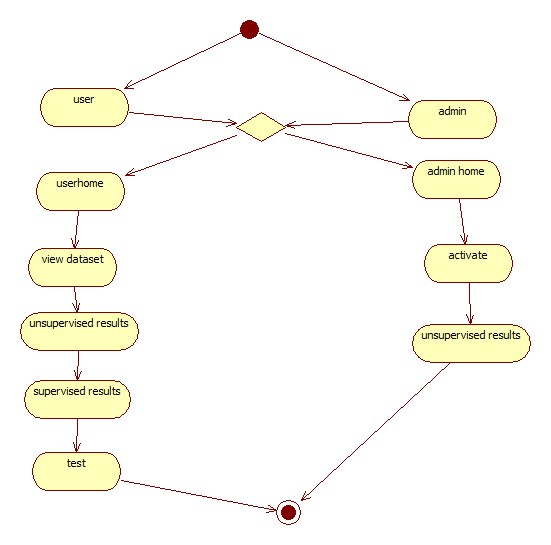 user
admin
userhome
admin home
view dataset
activate
unsupervised results
unsupervised results
supervised results
test